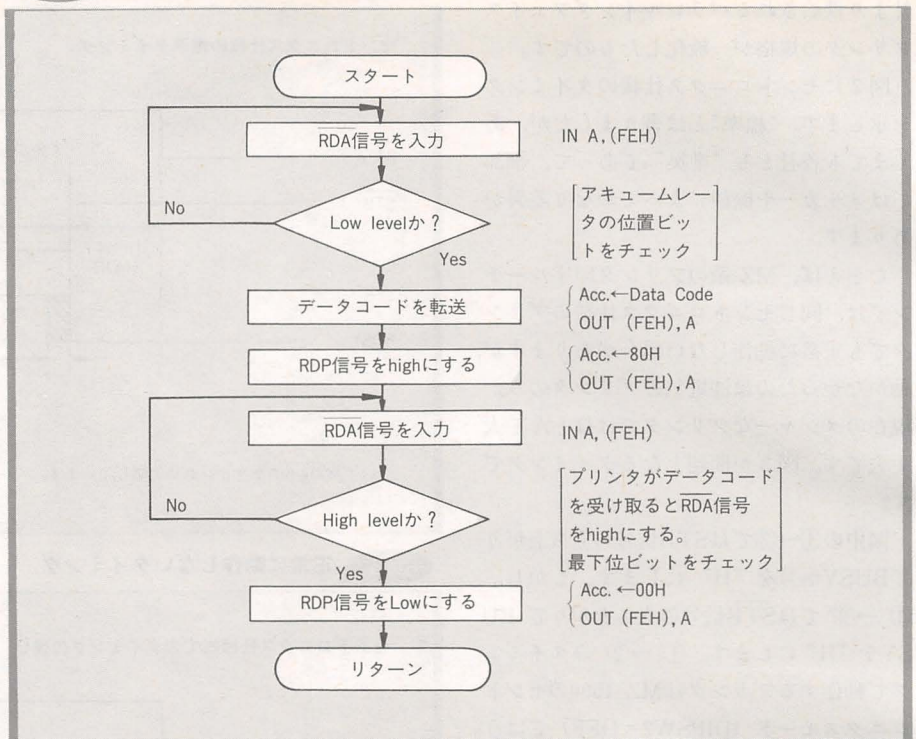 スタート
RDA信号を入力
IN A, (FEH)
Low levelか？
No
Yes
アキュームレー
タの位置ビッ
トをチェック
データコードを転送
Acc.←Data Code
OUT (FEH), A
RDP信号をhighにする
Acc.←80H
OUT (FEH), A
RDA信号を入力
IN A, (FEH)
High levelか？
No
Yes
プリンタがデータコード
を受け取るとRDA信号
をhighにする。
最下位ビットをチェック
RDP信号をLowにする
Acc.←00H
OUT (FEH), A
リターン